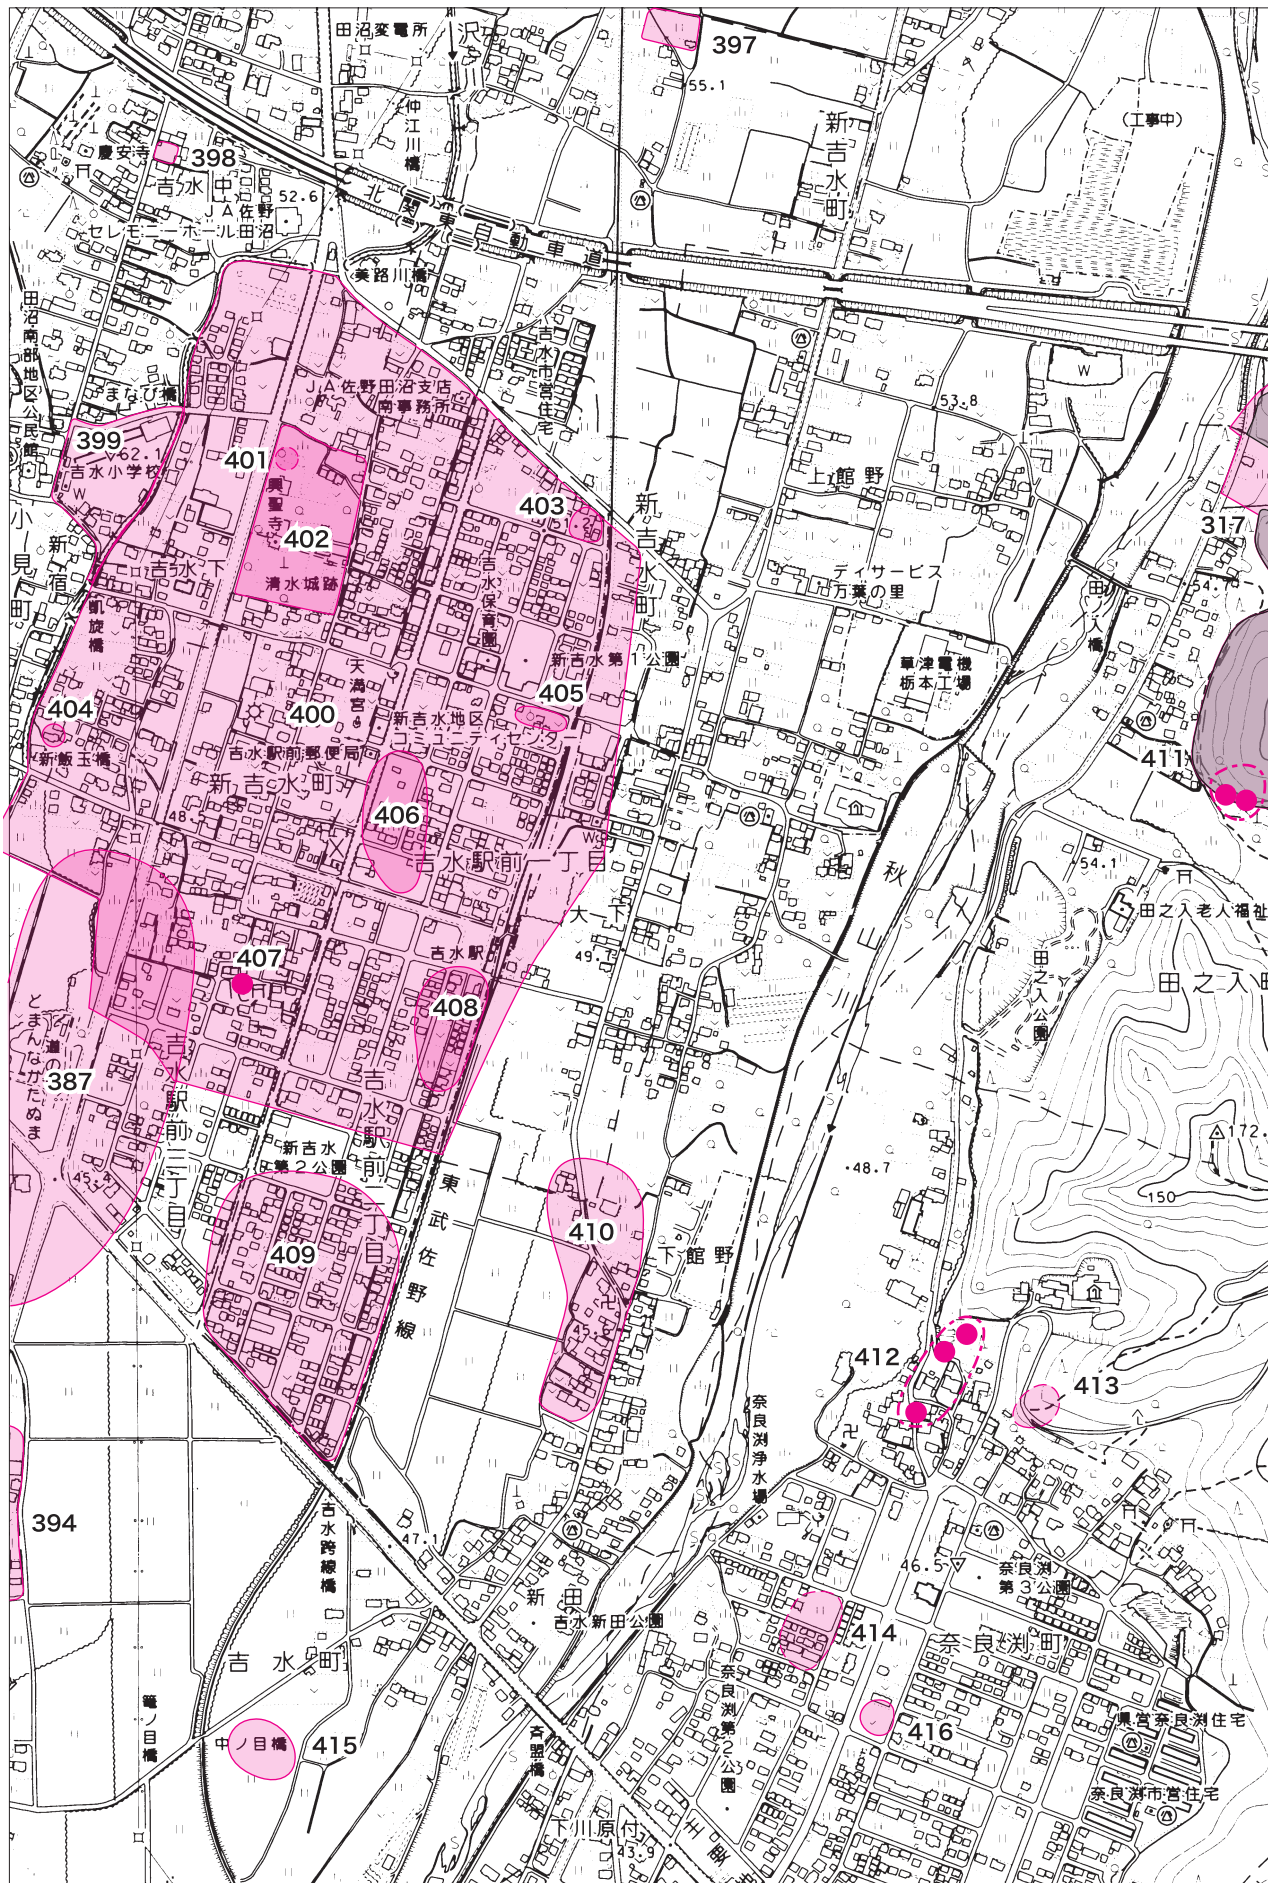 田沼変電所
沢
397
55.1
仲江川橋
新吉水町
(工事中)
慶安寺
398
吉水中
52.6
JA佐野
セレモニーホール田沼
北関東自動車道
美路川橋
田沼南部地区公民館
吉水市営住宅
まなび橋
JA佐野田沼支店
南事務所
W
53.8
399
62.1
吉水小学校
W
401
興聖寺
上館野
403
402
317
小見町
新宿
吉水下
清水城跡
吉水保育園
新吉水町
デイサービス
万葉の里
54.7
田ノ入橋
凱旋橋
新吉水第1公園
草津電機
栃本工場
天満宮
405
404
400
新吉水地区
コミュニティセンター
新飯玉橋
吉水駅前郵便局
411
新吉水町
406
48.5
W
吉水駅前一丁目
秋山川
54.1
大下
田之入老人福祉
407
吉水駅
49.7
田之入公園
田之入町
408
道の駅
どまんなかたぬま
387
吉水駅前三丁目
吉水駅前二丁目
172.
新吉水
第2公園
48.7
150
45.4
東武佐野線
410
下館野
409
45.
412
413
奈良渕浄水場
394
吉水跨線橋
47.1
46.5
奈良渕
第3公園
新田
吉水新田公園
414
奈良渕町
吉水町
奈良渕第2公園
竜ノ目橋
416
県営奈良渕住宅
中ノ目橋
415
斉盟橋
奈良渕市営住宅
下川原付
43.9